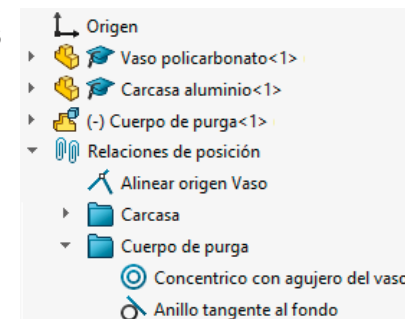 Origen
Vaso policarbonato<1>
Carcasa aluminio<1>
(-) Cuerpo de purga<1>
Relaciones de posición
Alinear origen Vaso
Carcasa
Cuerpo de purga
Concentrico con agujero del vaso
Anillo tangente al fondo